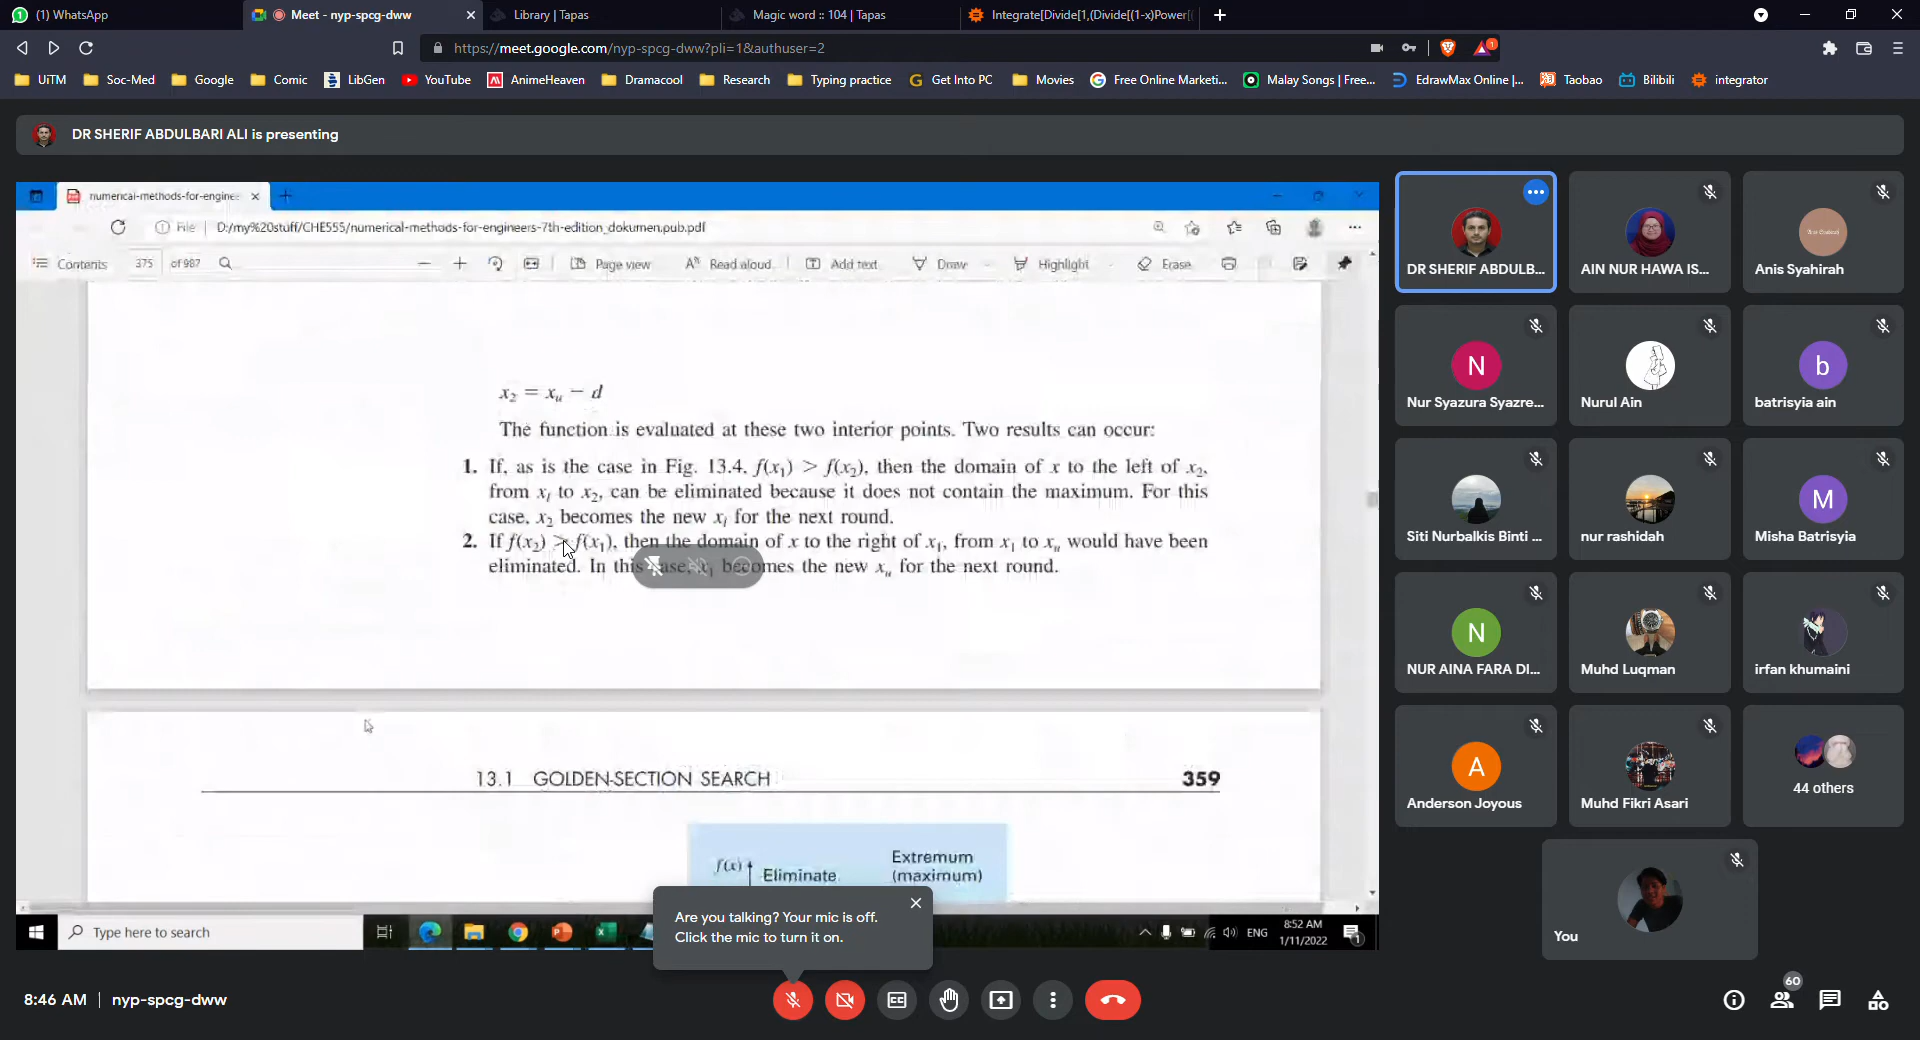 (1) WhatsApp
Meet - nyp-spcg-dww
Library | Tapas
Magic word :: 104 | Tapas
Integrate[Divide[1,(Divide[(1-x)Power[(
https://meet.google.com/nyp-spcg-dww?pli=1&authuser=2
1
UiTM
Soc-Med
Google
Comic
LibGen
YouTube
AnimeHeaven
Dramacool
Research
Typing practice
Get Into PC
Movies
Free Online Marketi...
Malay Songs | Free...
EdrawMax Online |...
Taobao
Bilibili
integrator
DR SHERIF ABDULBARI ALI is presenting
numerical-methods-for-enginee
File
D:/my%20stuff/CHE555/numerical-methods-for-engineers-7th-edition_dokumen.pub.pdf
Contents
375
of 987
Page view
Read aloud
Add text
Draw
Highlight
Erase
x2 = xu − d
The function is evaluated at these two interior points. Two results can occur:
1. If, as is the case in Fig. 13.4, f(x1) > f(x2), then the domain of x to the left of x2,
from xl to x2, can be eliminated because it does not contain the maximum. For this
case, x2 becomes the new xl for the next round.
2. If f(x2) > f(x1), then the domain of x to the right of x1, from x1 to xu would have been
eliminated. In this case, x1 becomes the new xu for the next round.
13.1 GOLDEN-SECTION SEARCH
359
f(x)
Eliminate
Extremum
(maximum)
Type here to search
ENG
8:52 AM
1/11/2022
1
DR SHERIF ABDULB...
AIN NUR HAWA IS...
Anis Syahirah
N
Nur Syazura Syazre...
Nurul Ain
b
batrisyia ain
Siti Nurbalkis Binti ...
nur rashidah
M
Misha Batrisyia
N
NUR AINA FARA DI...
Muhd Luqman
irfan khumaini
A
Anderson Joyous
Muhd Fikri Asari
44 others
You
Are you talking? Your mic is off.
Click the mic to turn it on.
8:46 AM | nyp-spcg-dww
60